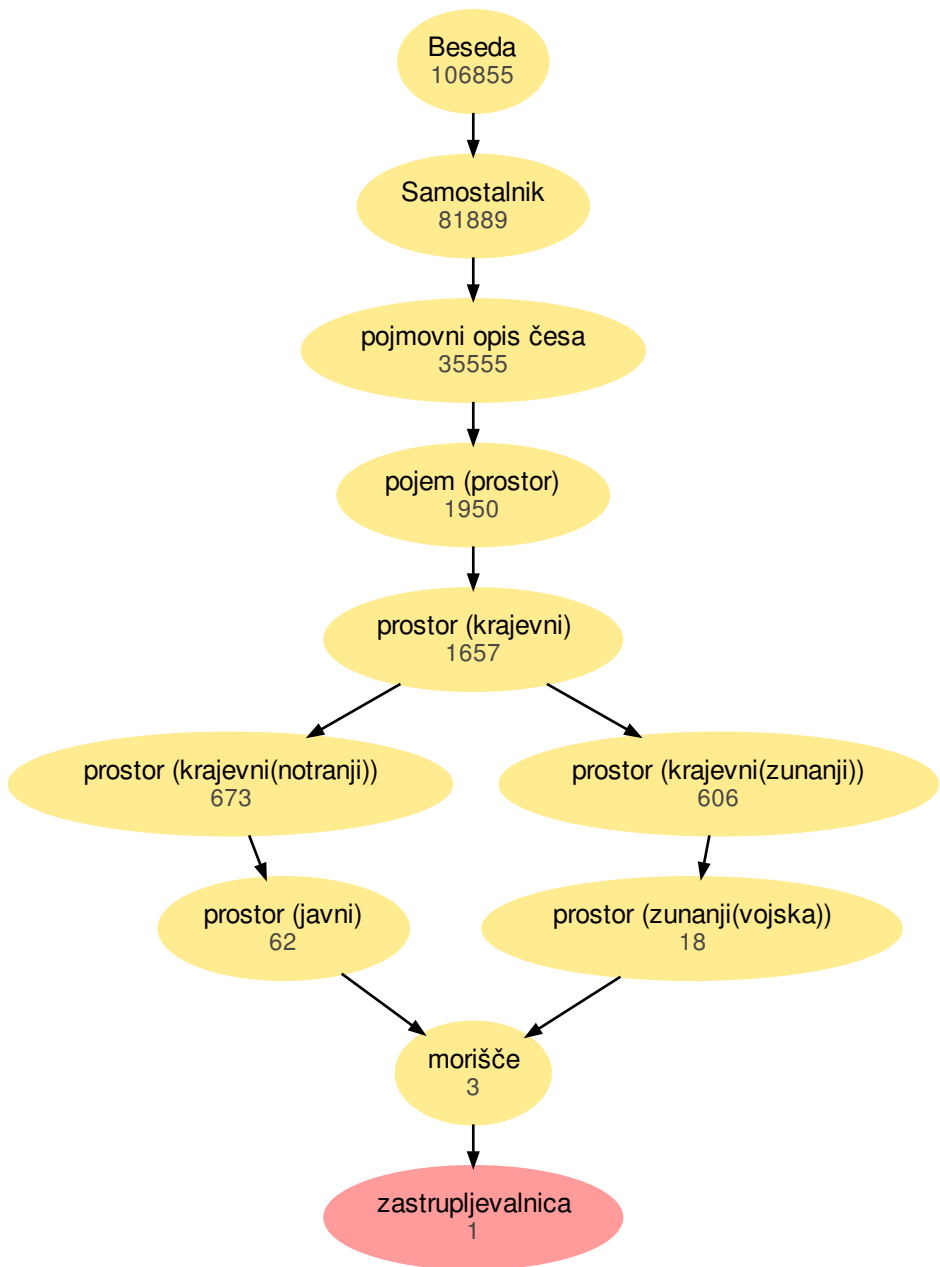 Beseda
106855
Samostalnik
81889
pojmovni opis česa
35555
pojem (prostor)
1950
prostor (krajevni)
1657
prostor (krajevni(notranji))
673
prostor (krajevni(zunanji))
606
prostor (javni)
62
prostor (zunanji(vojska))
18
morišče
3
zastrupljevalnica
1